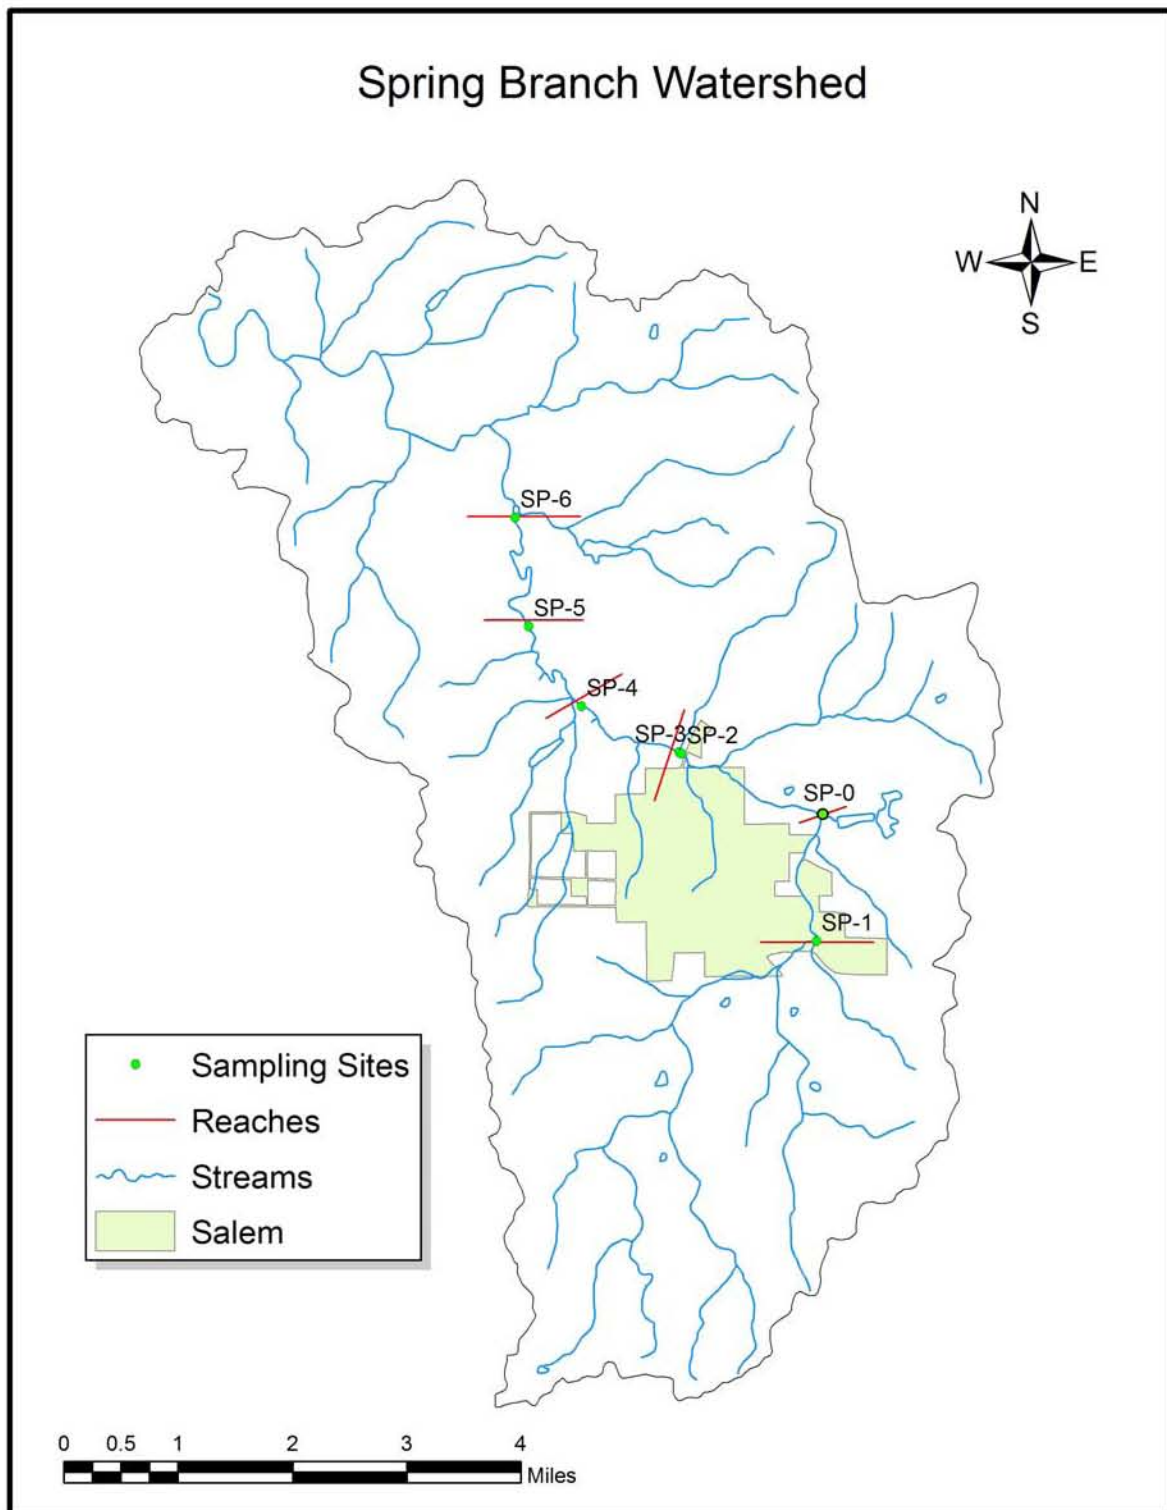 Spring Branch Watershed
N
W E
S
SP-6
SP-5
SP-4
SP-3 SP-2
SP-0
SP-1
Sampling Sites
Reaches
Streams
Salem
0 0.5 1 2 3 4
Miles